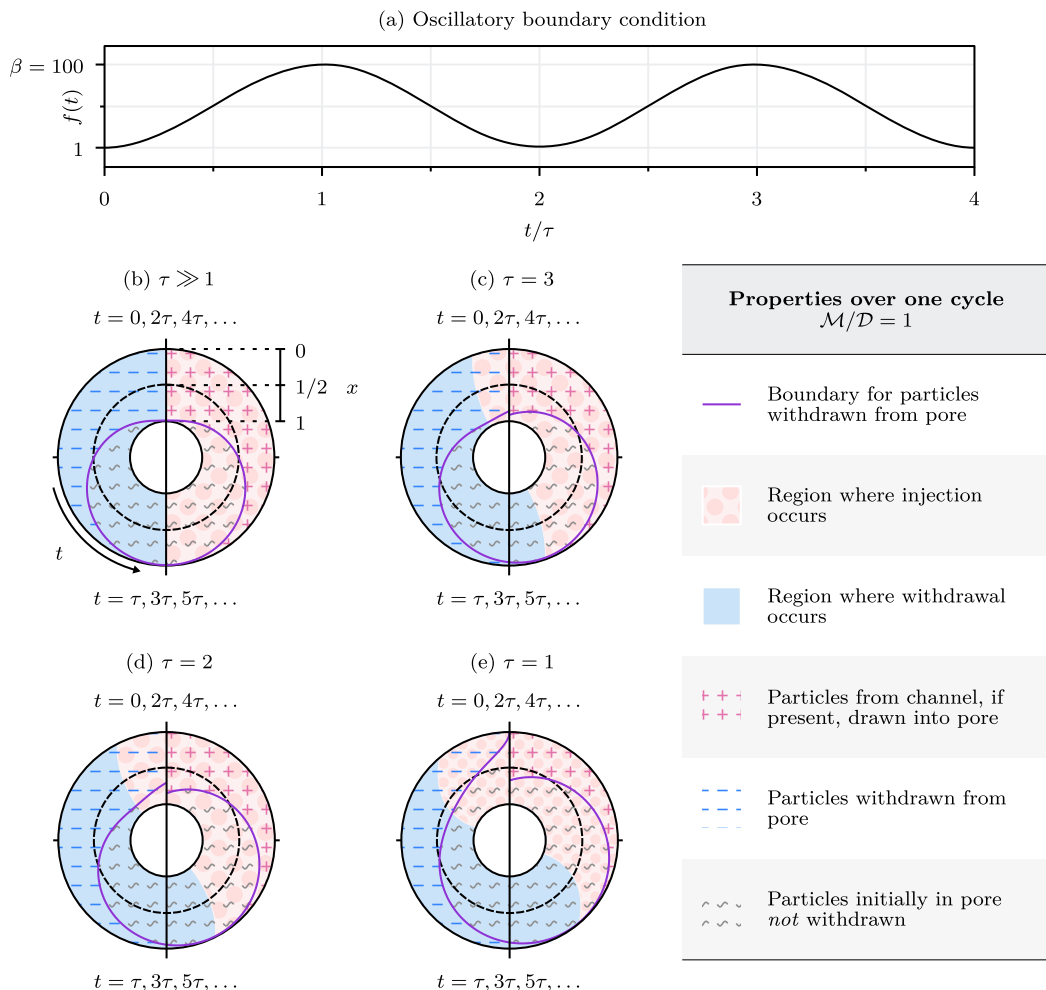 (a) Oscillatory boundary condition
β = 100
f(t)
1
0 1 2 3 4
t/τ
(b) τ ≫ 1
t = 0, 2τ, 4τ, . . .
0
1/2 x
1
t
t = τ, 3τ, 5τ, . . .
(c) τ = 3
t = 0, 2τ, 4τ, . . .
t = τ, 3τ, 5τ, . . .
(d) τ = 2
t = 0, 2τ, 4τ, . . .
t = τ, 3τ, 5τ, . . .
(e) τ = 1
t = 0, 2τ, 4τ, . . .
t = τ, 3τ, 5τ, . . .
Properties over one cycle
ℳ/𝒟 = 1
Boundary for particles
withdrawn from pore
Region where injection
occurs
Region where withdrawal
occurs
Particles from channel, if
present, drawn into pore
Particles withdrawn from
pore
Particles initially in pore
not withdrawn